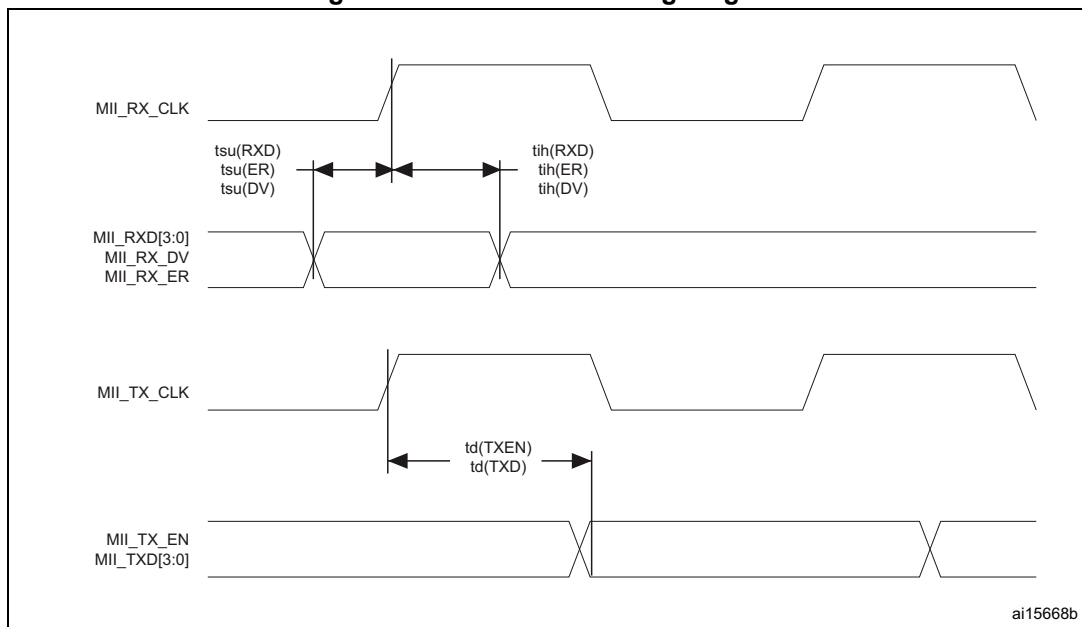 MII_RX_CLK
tsu(RXD)
tsu(ER)
tsu(DV)
tih(RXD)
tih(ER)
tih(DV)
MII_RXD[3:0]
MII_RX_DV
MII_RX_ER
MII_TX_CLK
td(TXEN)
td(TXD)
MII_TX_EN
MII_TXD[3:0]
ai15668b